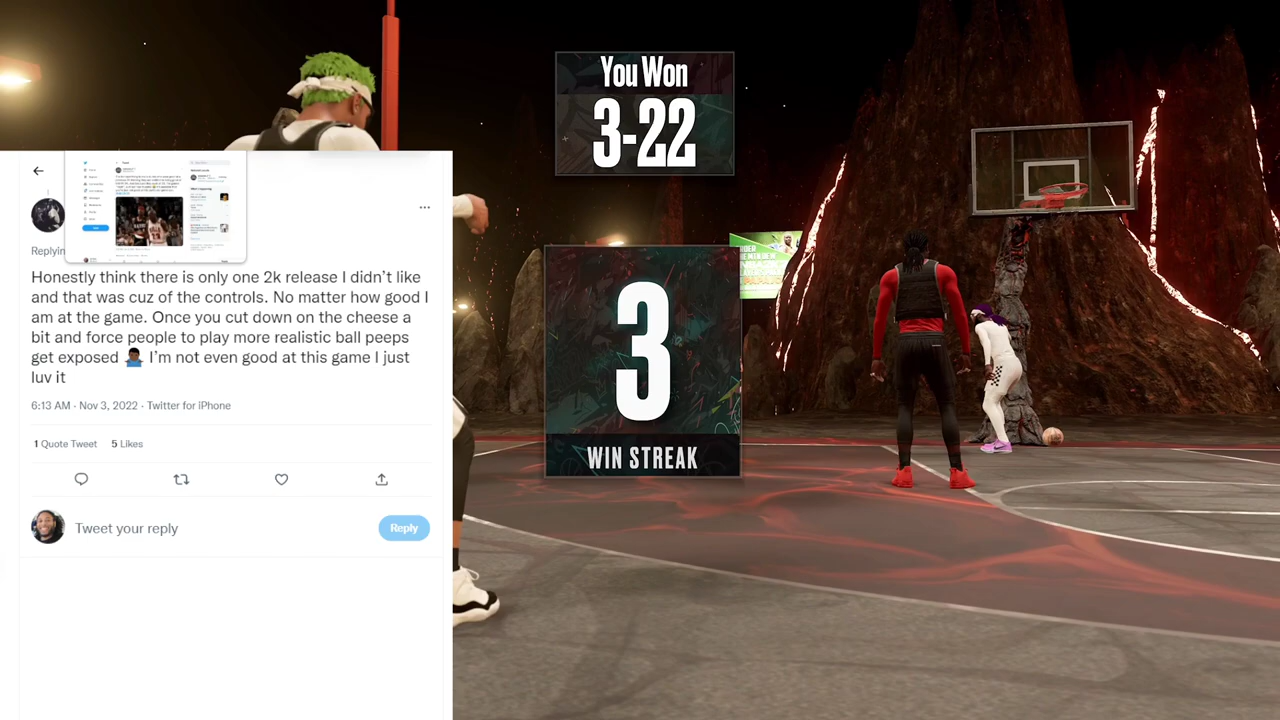 You Won
3-22
3
WIN STREAK
Replying
Honestly think there is only one 2k release I didn't like
and that was cuz of the controls. No matter how good I
am at the game. Once you cut down on the cheese a
bit and force people to play more realistic ball peeps
get exposed 🤷🏿‍♂️ I'm not even good at this game I just
luv it
6:13 AM · Nov 3, 2022 · Twitter for iPhone
1 Quote Tweet 5 Likes
Tweet your reply
Reply